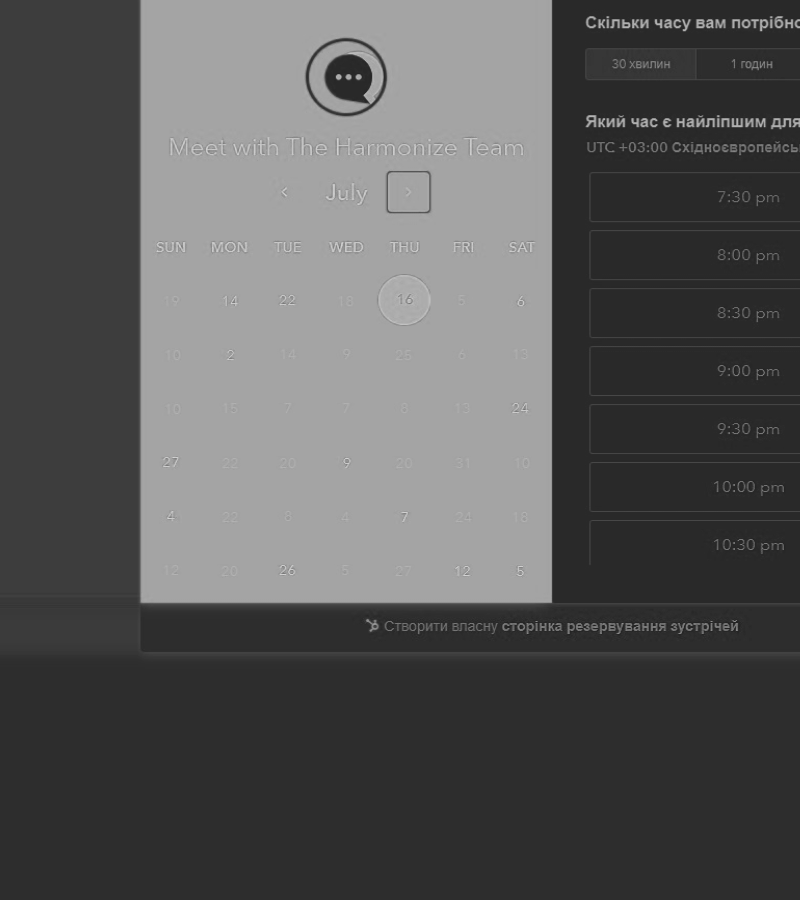 Meet with The Harmonize Team
July
SUN MON TUE WED THU FRI SAT
19 14 22 18 16 5 6
10 2 14 9 25 6 13
10 15 7 7 8 13 24
27 22 20 9 20 31 10
4 22 8 4 7 24 18
12 20 26 5 27 12 5
Скільки часу вам потрібно
30 хвилин 1 годин
Який час є найліпшим для
UTC +03:00 Східноєвропейсь
7:30 pm
8:00 pm
8:30 pm
9:00 pm
9:30 pm
10:00 pm
10:30 pm
Створити власну сторінка резервування зустрічей